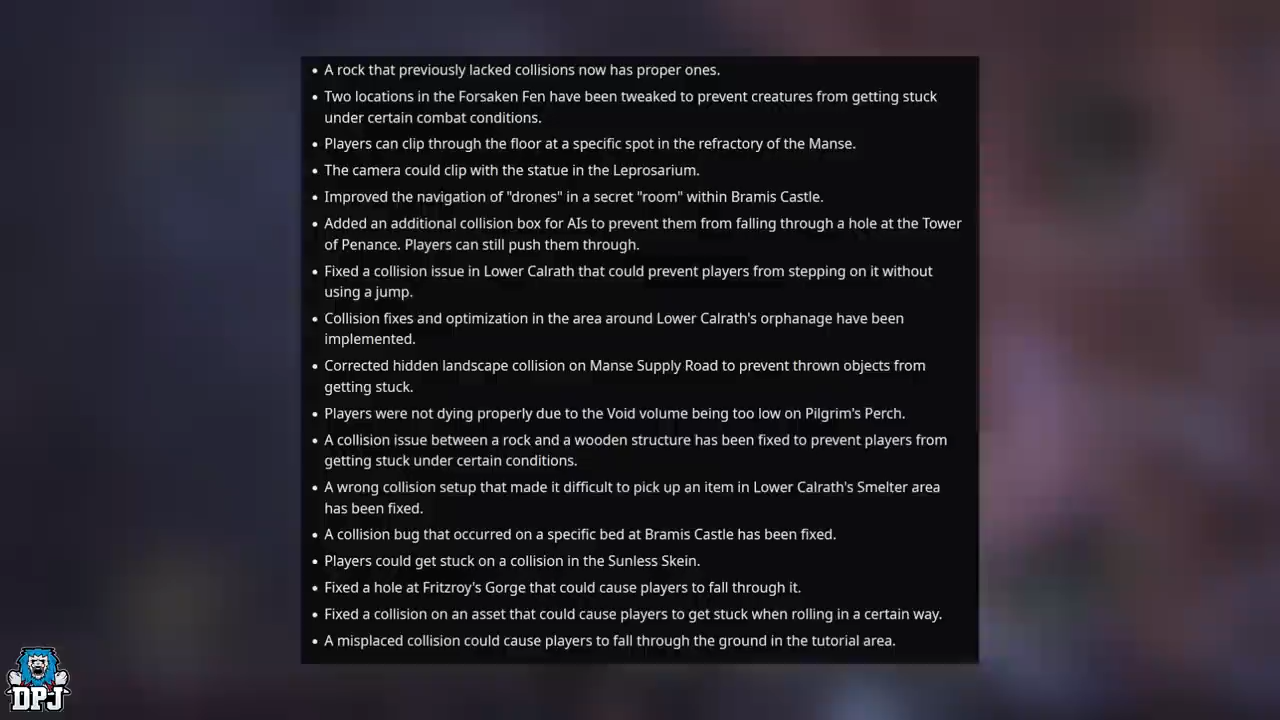 • A rock that previously lacked collisions now has proper ones.
• Two locations in the Forsaken Fen have been tweaked to prevent creatures from getting stuck
under certain combat conditions.
• Players can clip through the floor at a specific spot in the refractory of the Manse.
• The camera could clip with the statue in the Leprosarium.
• Improved the navigation of "drones" in a secret "room" within Bramis Castle.
• Added an additional collision box for AIs to prevent them from falling through a hole at the Tower
of Penance. Players can still push them through.
• Fixed a collision issue in Lower Calrath that could prevent players from stepping on it without
using a jump.
• Collision fixes and optimization in the area around Lower Calrath's orphanage have been
implemented.
• Corrected hidden landscape collision on Manse Supply Road to prevent thrown objects from
getting stuck.
• Players were not dying properly due to the Void volume being too low on Pilgrim's Perch.
• A collision issue between a rock and a wooden structure has been fixed to prevent players from
getting stuck under certain conditions.
• A wrong collision setup that made it difficult to pick up an item in Lower Calrath's Smelter area
has been fixed.
• A collision bug that occurred on a specific bed at Bramis Castle has been fixed.
• Players could get stuck on a collision in the Sunless Skein.
• Fixed a hole at Fritzroy's Gorge that could cause players to fall through it.
• Fixed a collision on an asset that could cause players to get stuck when rolling in a certain way.
• A misplaced collision could cause players to fall through the ground in the tutorial area.
DPJ